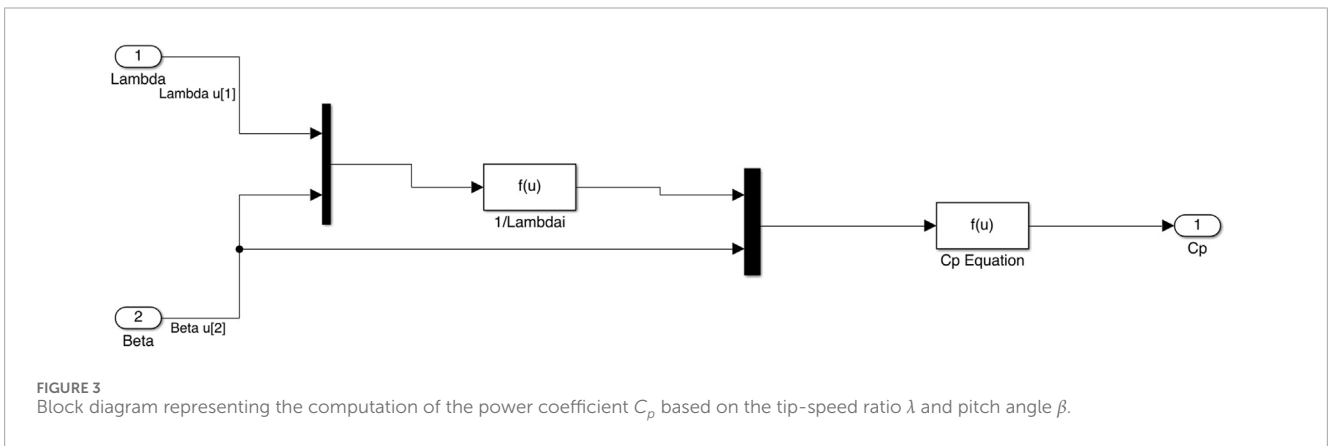 1
Lambda
Lambda u[1]
f(u)
1/Lambdai
f(u)
Cp Equation
1
Cp
2
Beta
Beta u[2]
FIGURE 3
Block diagram representing the computation of the power coefficient Cp based on the tip-speed ratio λ and pitch angle β.